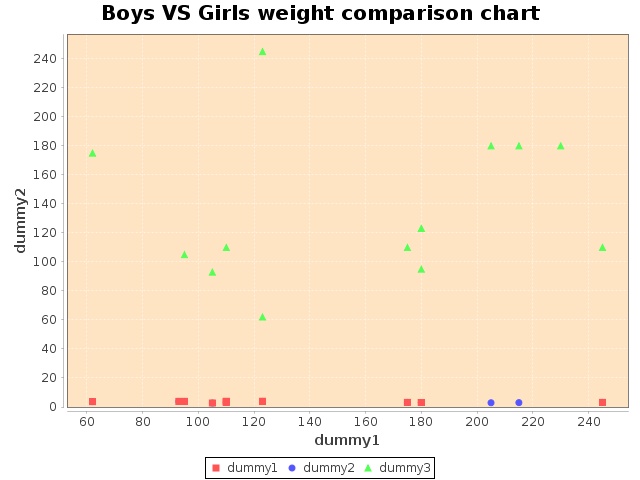 Boys VS Girls weight comparison chart
dummy2
240
220
200
180
160
140
120
100
80
60
40
20
0
60 80 100 120 140 160 180 200 220 240
dummy1
dummy1 dummy2 dummy3